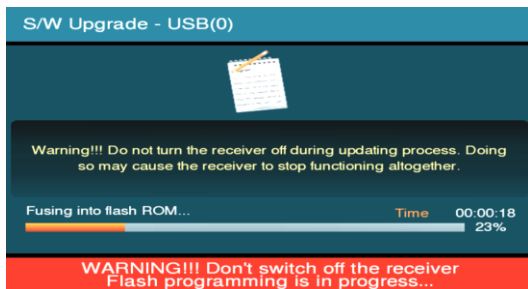 S/W Upgrade - USB(0)
Warning!!! Do not turn the receiver off during updating process. Doing
so may cause the receiver to stop functioning altogether.
Fusing into flash ROM...
Time 00:00:18
23%
WARNING!!! Don't switch off the receiver
Flash programming is in progress...